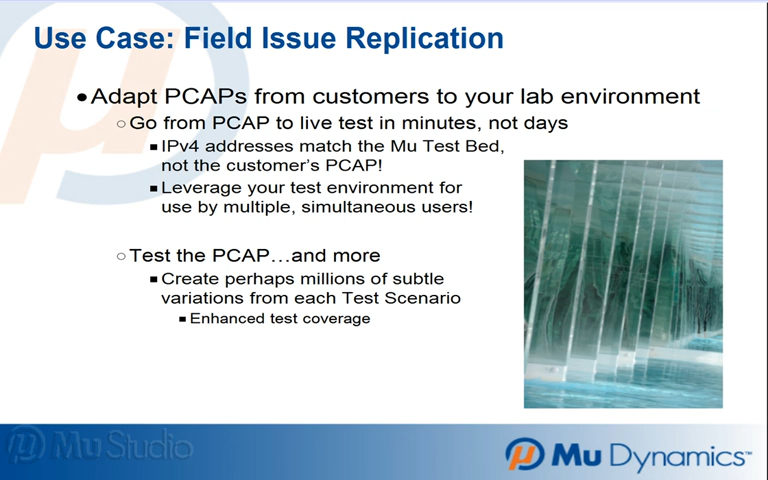 Use Case: Field Issue Replication
●Adapt PCAPs from customers to your lab environment
○Go from PCAP to live test in minutes, not days
■IPv4 addresses match the Mu Test Bed,
not the customer's PCAP!
■Leverage your test environment for
use by multiple, simultaneous users!
○Test the PCAP…and more
■Create perhaps millions of subtle
variations from each Test Scenario
■Enhanced test coverage
μ Mu Studio
μ Mu Dynamics™